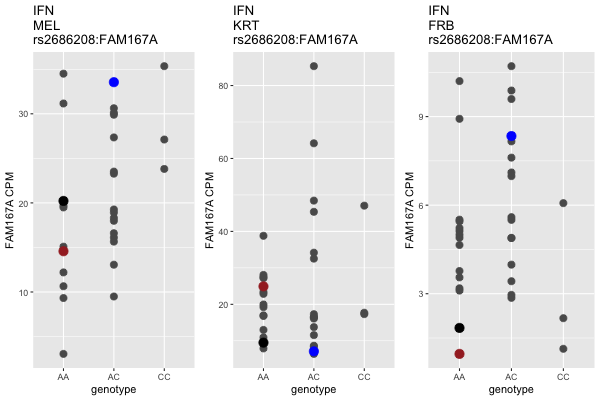 IFN
MEL
rs2686208:FAM167A
FAM167A CPM
30
20
10
AA
AC
CC
genotype
IFN
KRT
rs2686208:FAM167A
FAM167A CPM
80
60
40
20
AA
AC
CC
genotype
IFN
FRB
rs2686208:FAM167A
FAM167A CPM
9
6
3
AA
AC
CC
genotype